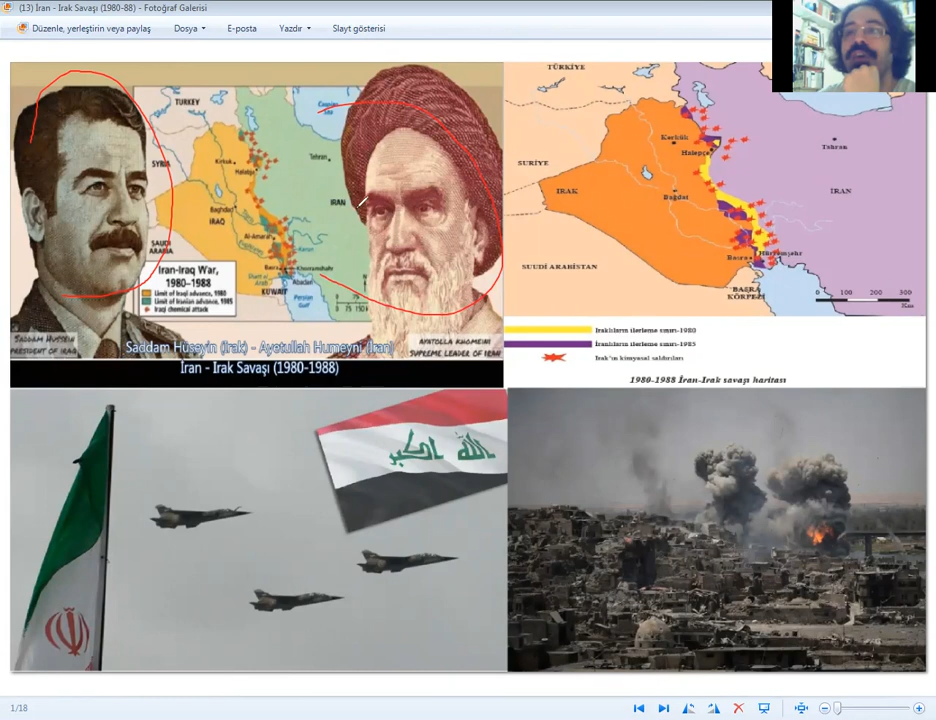 (13) İran - Irak Savaşı (1980-88) - Fotoğraf Galerisi
Düzenle, yerleştirin veya paylaş
Dosya
E-posta
Yazdır
Slayt gösterisi
TURKEY
Caspian
Sea
SYRIA
Kirkuk
Halabja
Tehran
Baghdad
IRAQ
IRAN
Al-Amarah
SAUDI
ARABIA
Basra
Khorramshahr
Abadan
KUWAIT
Persian
Gulf
Iran-Iraq War,
1980–1988
Limit of Iraqi advance, 1980
Limit of Iranian advance, 1985
Iraqi chemical attack
SADDAM HUSSEIN
PRESIDENT OF IRAQ
AYATOLLA KHOMEINI
SUPREME LEADE OF IRAN
Saddam Hüseyin (Irak) - Ayetullah Humeyni (İran)
İran - Irak Savaşı (1980-1988)
TÜRKİYE
Kerkük
Halepçe
Tahran
SURİYE
IRAK
Bağdat
İRAN
SUUDİ ARABİSTAN
Basra
Hürremşehr
BASRA
KÖRFEZİ
0 100 200 300
Km
Iraklıların ilerleme sınırı-1980
İranlıların ilerleme sınırı-1985
Irak'ın kimyasal saldırıları
1980-1988 İran-Irak savaşı haritası
الله اكبر
1/18